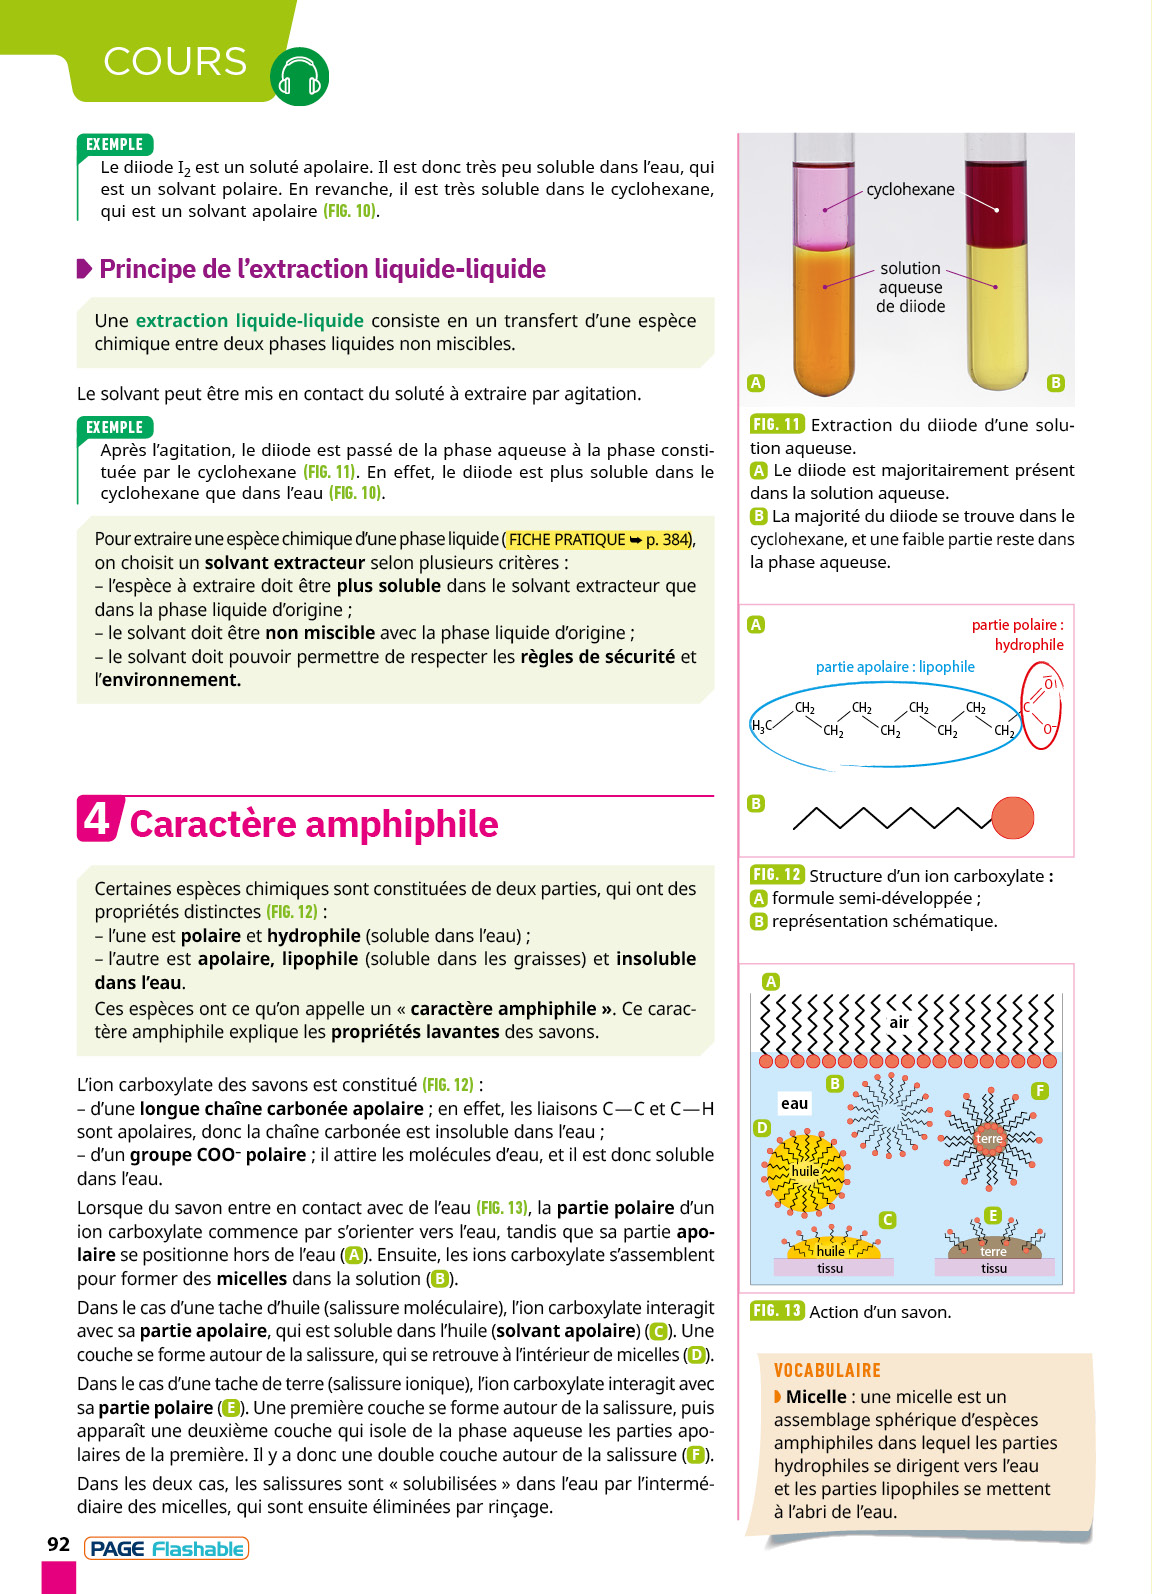 COURS
EXEMPLE
Le diiode I₂ est un soluté apolaire. Il est donc très peu soluble dans l’eau, qui
est un solvant polaire. En revanche, il est très soluble dans le cyclohexane,
qui est un solvant apolaire (FIG. 10).
Principe de l’extraction liquide-liquide
Une extraction liquide-liquide consiste en un transfert d’une espèce
chimique entre deux phases liquides non miscibles.
Le solvant peut être mis en contact du soluté à extraire par agitation.
EXEMPLE
Après l’agitation, le diiode est passé de la phase aqueuse à la phase consti-
tuée par le cyclohexane (FIG. 11). En effet, le diiode est plus soluble dans le
cyclohexane que dans l’eau (FIG. 10).
Pour extraire une espèce chimique d’une phase liquide (FICHE PRATIQUE ➥ p. 384),
on choisit un solvant extracteur selon plusieurs critères :
– l’espèce à extraire doit être plus soluble dans le solvant extracteur que
dans la phase liquide d’origine ;
– le solvant doit être non miscible avec la phase liquide d’origine ;
– le solvant doit pouvoir permettre de respecter les règles de sécurité et
l’environnement.
4 Caractère amphiphile
Certaines espèces chimiques sont constituées de deux parties, qui ont des
propriétés distinctes (FIG. 12) :
– l’une est polaire et hydrophile (soluble dans l’eau) ;
– l’autre est apolaire, lipophile (soluble dans les graisses) et insoluble
dans l’eau.
Ces espèces ont ce qu’on appelle un « caractère amphiphile ». Ce carac-
tère amphiphile explique les propriétés lavantes des savons.
L’ion carboxylate des savons est constitué (FIG. 12) :
– d’une longue chaîne carbonée apolaire ; en effet, les liaisons C—C et C—H
sont apolaires, donc la chaîne carbonée est insoluble dans l’eau ;
– d’un groupe COO⁻ polaire ; il attire les molécules d’eau, et il est donc soluble
dans l’eau.
Lorsque du savon entre en contact avec de l’eau (FIG. 13), la partie polaire d’un
ion carboxylate commence par s’orienter vers l’eau, tandis que sa partie apo-
laire se positionne hors de l’eau (A). Ensuite, les ions carboxylate s’assemblent
pour former des micelles dans la solution (B).
Dans le cas d’une tache d’huile (salissure moléculaire), l’ion carboxylate interagit
avec sa partie apolaire, qui est soluble dans l’huile (solvant apolaire) (C). Une
couche se forme autour de la salissure, qui se retrouve à l’intérieur de micelles (D).
Dans le cas d’une tache de terre (salissure ionique), l’ion carboxylate interagit avec
sa partie polaire (E). Une première couche se forme autour de la salissure, puis
apparaît une deuxième couche qui isole de la phase aqueuse les parties apo-
laires de la première. Il y a donc une double couche autour de la salissure (F).
Dans les deux cas, les salissures sont « solubilisées » dans l’eau par l’intermé-
diaire des micelles, qui sont ensuite éliminées par rinçage.
92 PAGE Flashable
cyclohexane
solution
aqueuse
de diiode
A B
FIG. 11 Extraction du diiode d’une solu-
tion aqueuse.
A Le diiode est majoritairement présent
dans la solution aqueuse.
B La majorité du diiode se trouve dans le
cyclohexane, et une faible partie reste dans
la phase aqueuse.
A
partie polaire :
hydrophile
partie apolaire : lipophile
O
CH₂ CH₂ CH₂ CH₂ C
H₃C CH₂ CH₂ CH₂ CH₂ O⁻
B
FIG. 12 Structure d’un ion carboxylate :
A formule semi-développée ;
B représentation schématique.
A
air
B
F
eau
D
terre
huile
C
E
huile
terre
tissu
tissu
FIG. 13 Action d’un savon.
VOCABULAIRE
Micelle : une micelle est un
assemblage sphérique d’espèces
amphiphiles dans lequel les parties
hydrophiles se dirigent vers l’eau
et les parties lipophiles se mettent
à l’abri de l’eau.